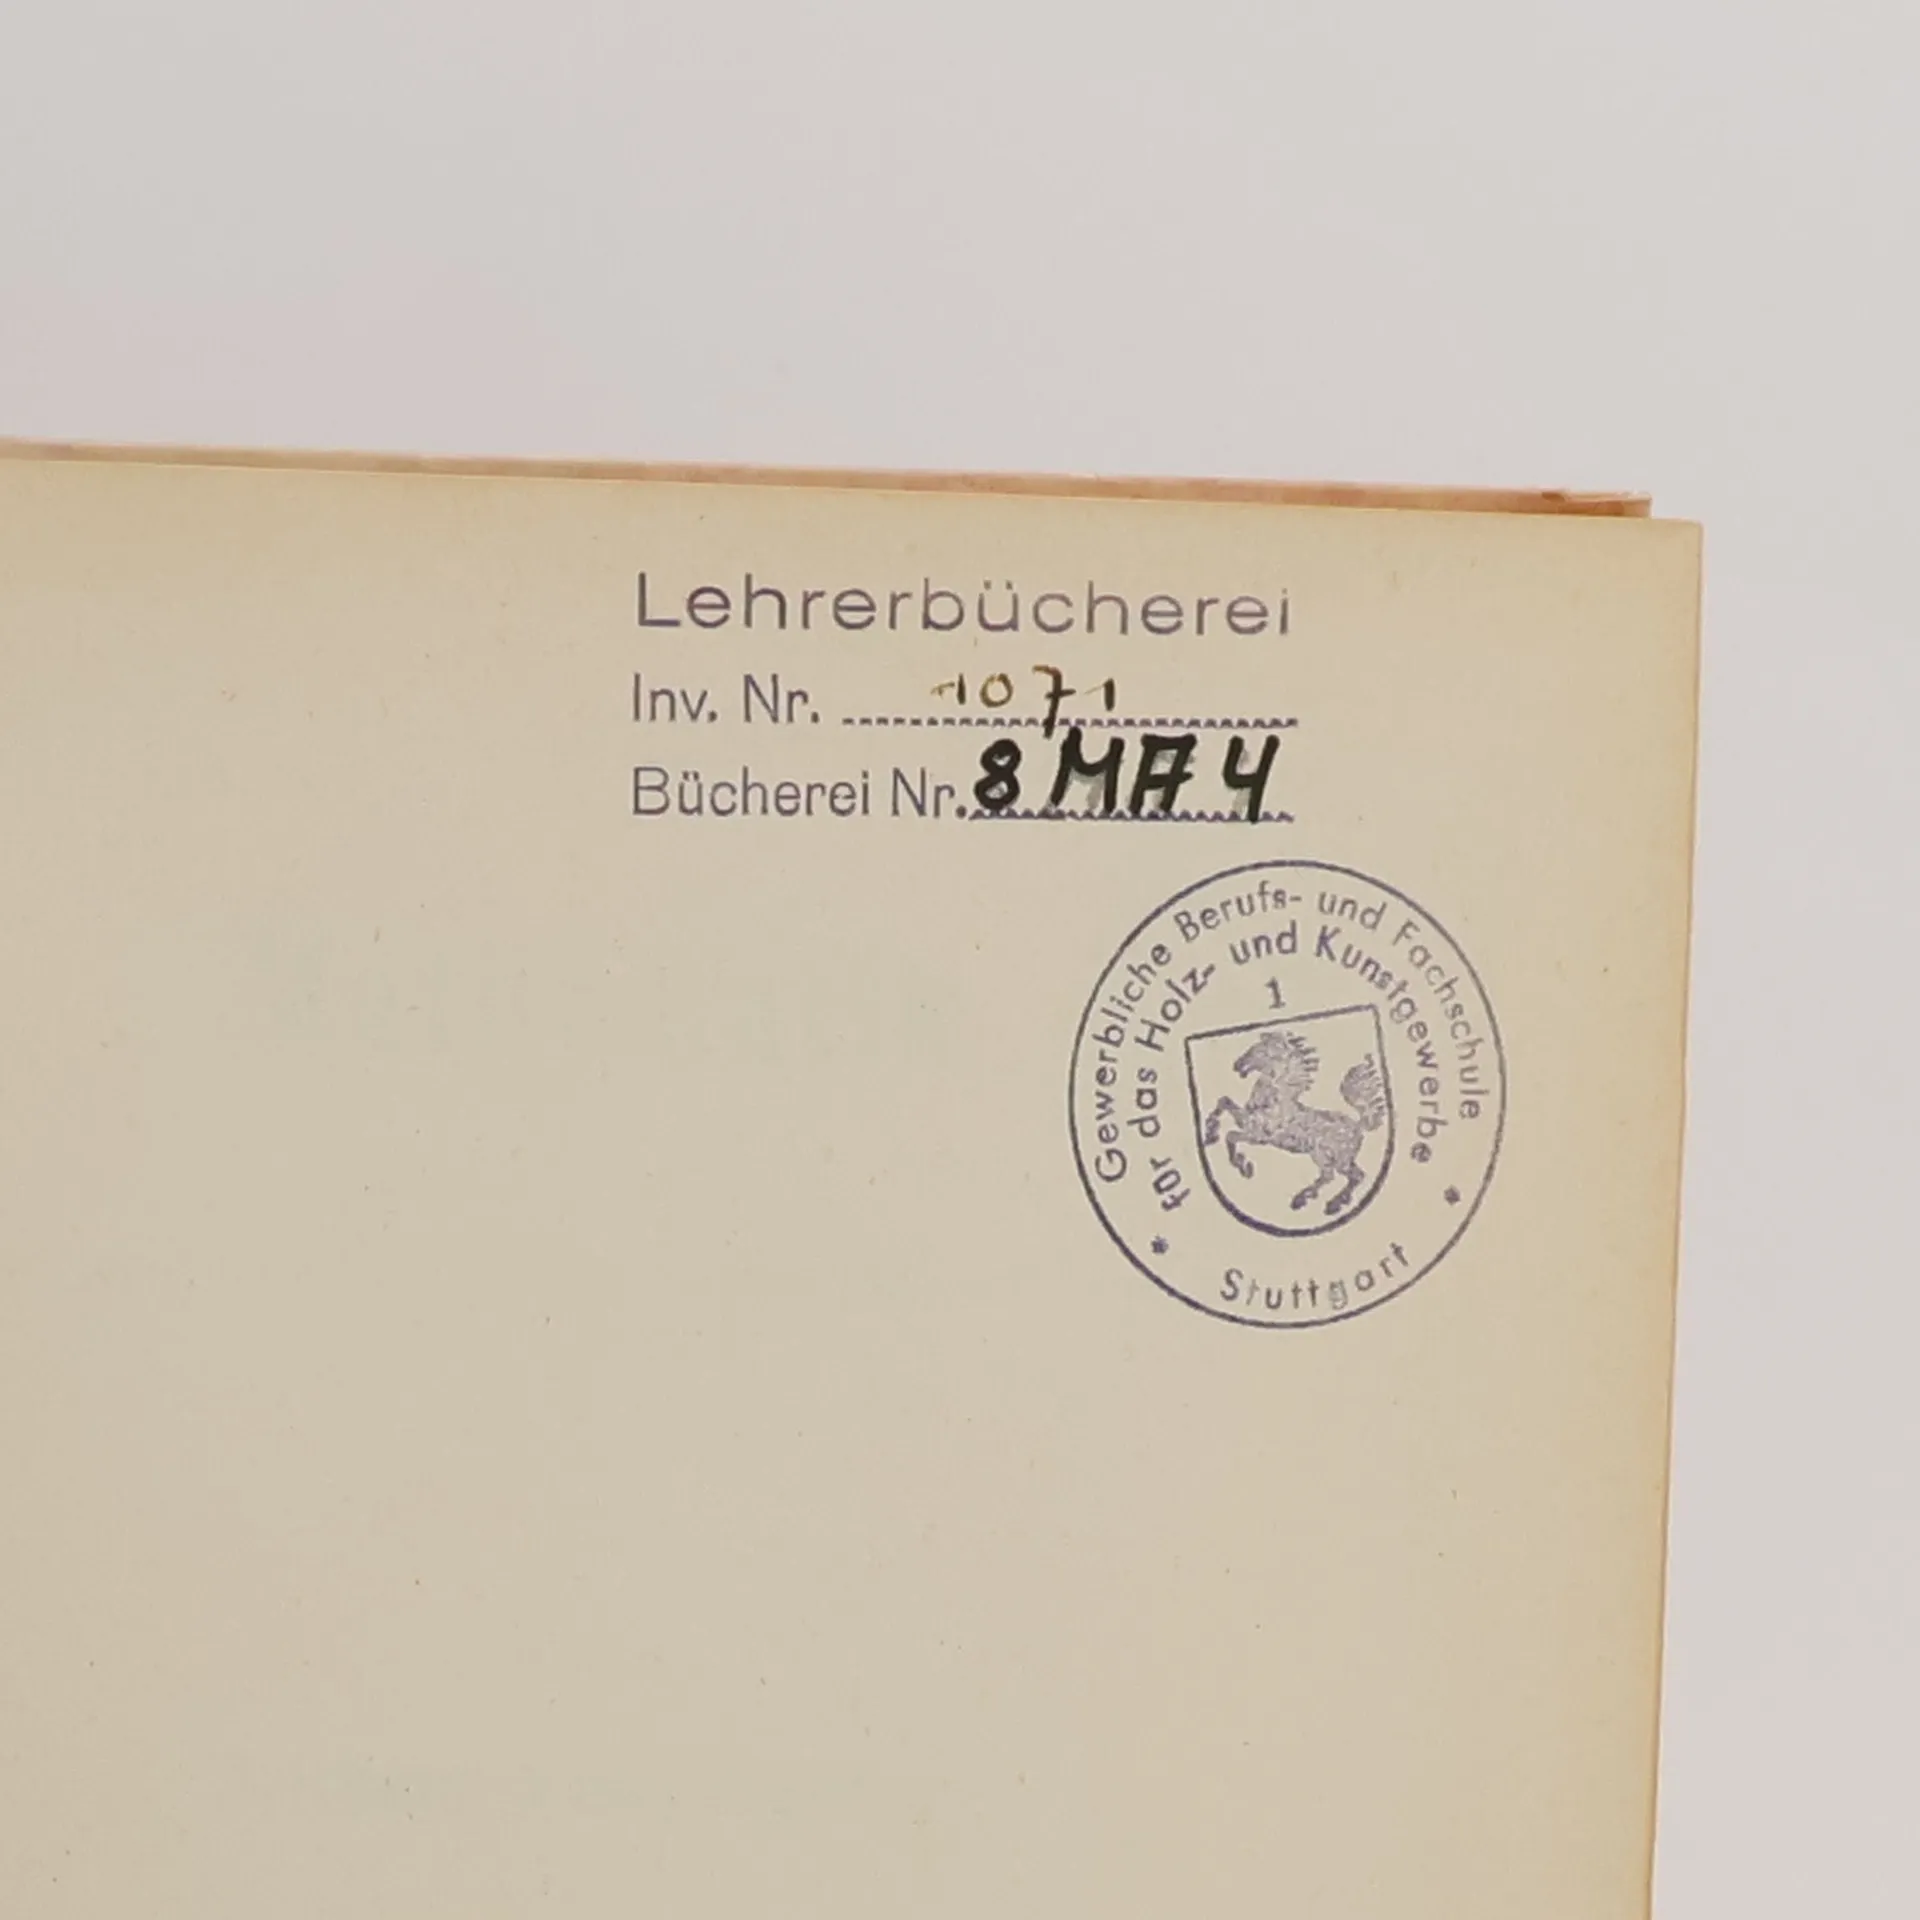 Lehrerbücherei
Inv. Nr. 1071
Bücherei Nr. 8 MA 4
Gewerbliche Berufs- und Fachschule
für das Holz- und Kunstgewerbe
1
* Stuttgart *